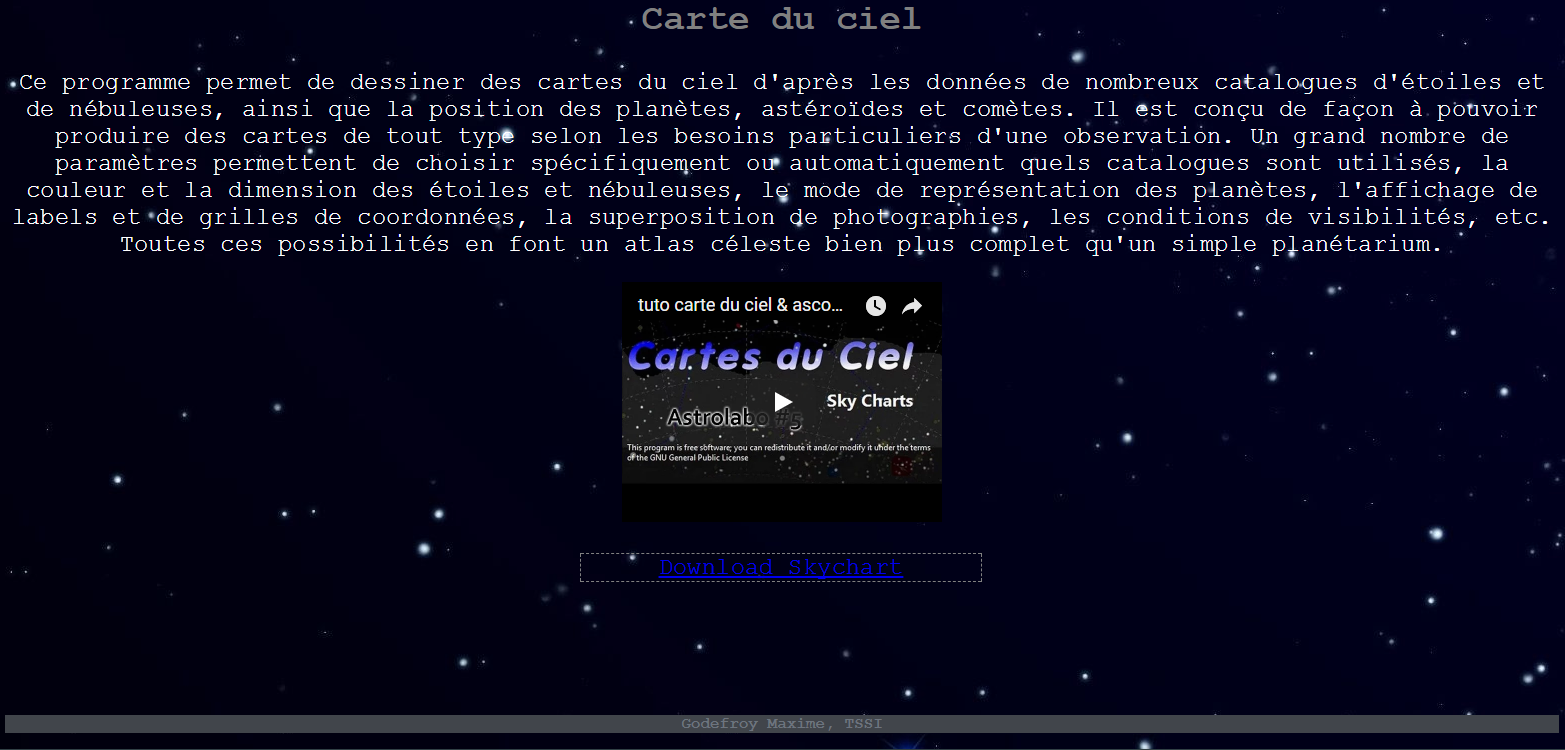 Carte du ciel
Ce programme permet de dessiner des cartes du ciel d'après les données de nombreux catalogues d'étoiles et
de nébuleuses, ainsi que la position des planètes, astéroïdes et comètes. Il est conçu de façon à pouvoir
produire des cartes de tout type selon les besoins particuliers d'une observation. Un grand nombre de
paramètres permettent de choisir spécifiquement ou automatiquement quels catalogues sont utilisés, la
couleur et la dimension des étoiles et nébuleuses, le mode de représentation des planètes, l'affichage de
labels et de grilles de coordonnées, la superposition de photographies, les conditions de visibilités, etc.
Toutes ces possibilités en font un atlas céleste bien plus complet qu'un simple planétarium.
tuto carte du ciel & asco...
Cartes du Ciel
Sky Charts
Astrolabo #5
This program is free software; you can redistribute it and/or modify it under the terms
of the GNU General Public License
Download Skychart
Godefroy Maxime, TSSI